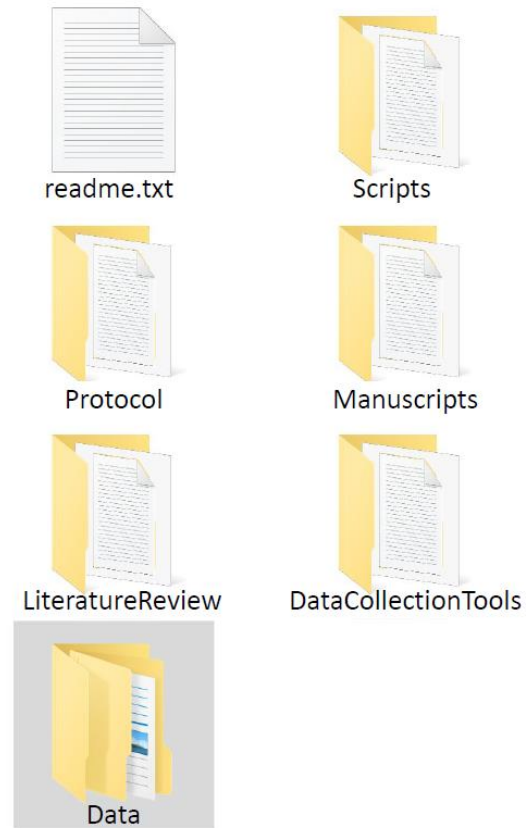 readme.txt
Scripts
Protocol
Manuscripts
LiteratureReview
DataCollectionTools
Data